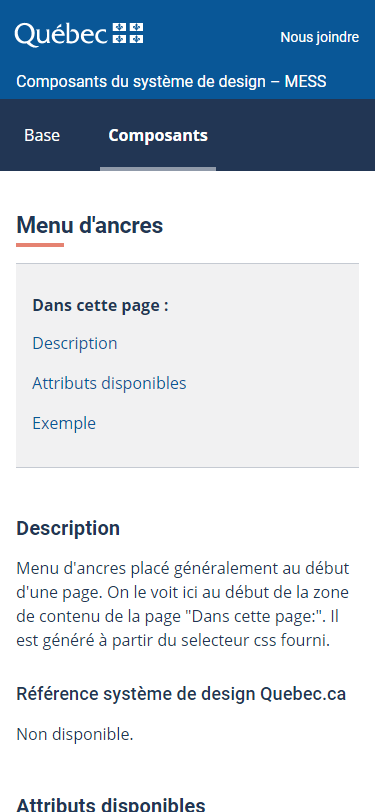 Québec
Nous joindre
Composants du système de design – MESS
Base
Composants
Menu d'ancres
Dans cette page :
Description
Attributs disponibles
Exemple
Description
Menu d'ancres placé généralement au début
d'une page. On le voit ici au début de la zone
de contenu de la page "Dans cette page:". Il
est généré à partir du selecteur css fourni.
Référence système de design Quebec.ca
Non disponible.
Attributs disponibles